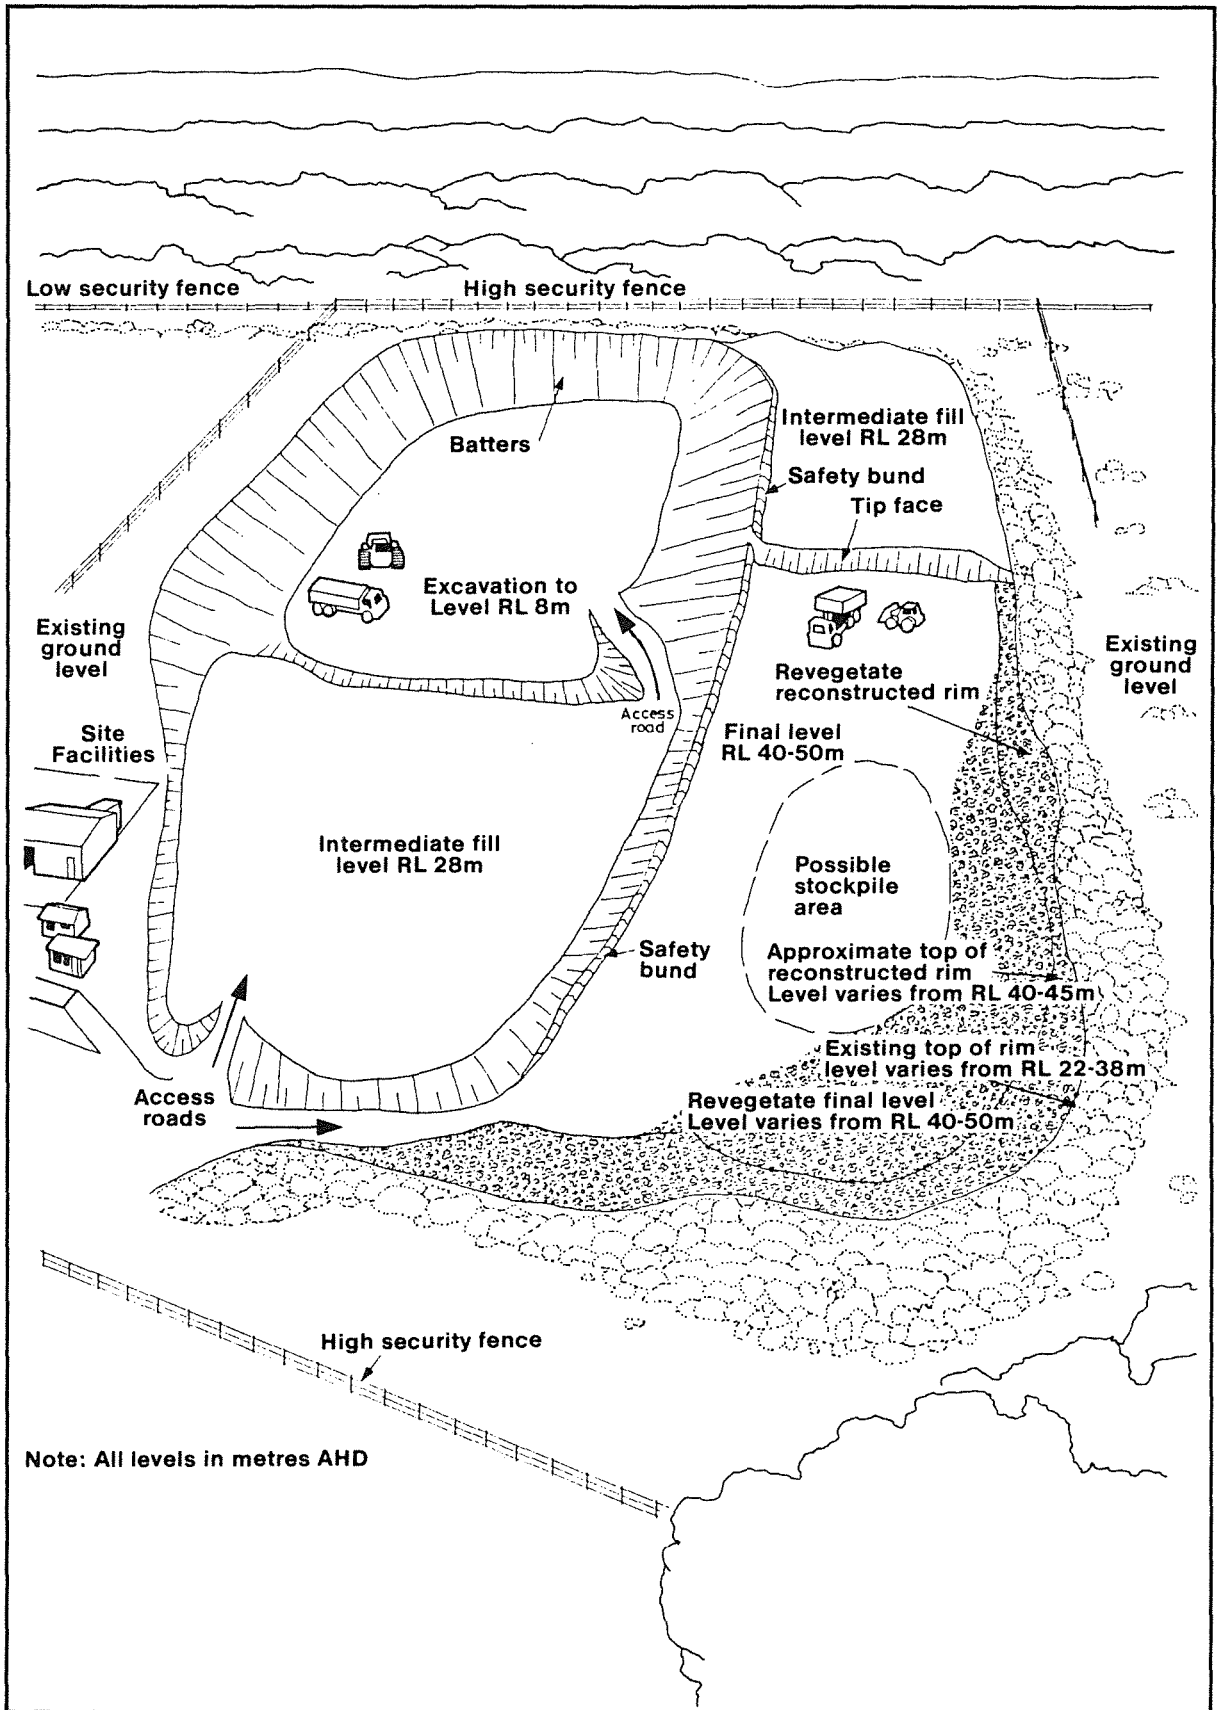 Low security fence
High security fence
Batters
Intermediate fill
level RL 28m
Safety bund
Tip face
Excavation to
Level RL 8m
Existing
ground
level
Existing
ground
level
Revegetate
reconstructed rim
Access
road
Final level
RL 40-50m
Site
Facilities
Intermediate fill
level RL 28m
Possible
stockpile
area
Safety
bund
Approximate top of
reconstructed rim
Level varies from RL 40-45m
Existing top of rim
level varies from RL 22-38m
Access
roads
Revegetate final level
Level varies from RL 40-50m
High security fence
Note: All levels in metres AHD